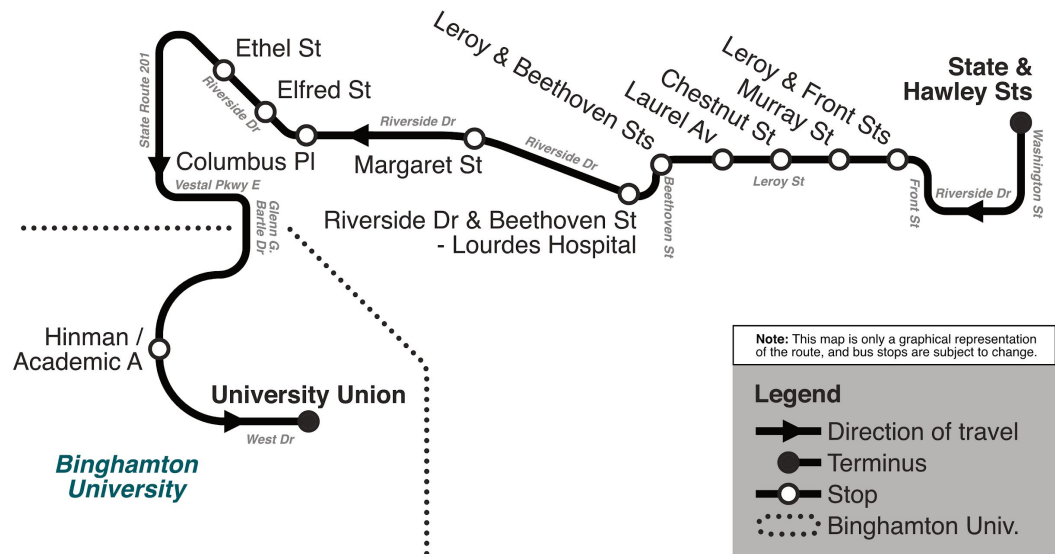 Ethel St
Elfred St
State Route 201
Riverside Dr
Columbus Pl
Riverside Dr
Margaret St
Riverside Dr
Leroy & Beethoven Sts
Laurel Av
Chestnut St
Murray St
Leroy & Front Sts
State &
Hawley Sts
Washington St
Riverside Dr
Front St
Leroy St
Beethoven St
Riverside Dr & Beethoven St
- Lourdes Hospital
Vestal Pkwy E
Glenn G.
Bartle Dr
Hinman /
Academic A
University Union
West Dr
Binghamton
University
Note: This map is only a graphical representation
of the route, and bus stops are subject to change.
Legend
Direction of travel
Terminus
Stop
Binghamton Univ.